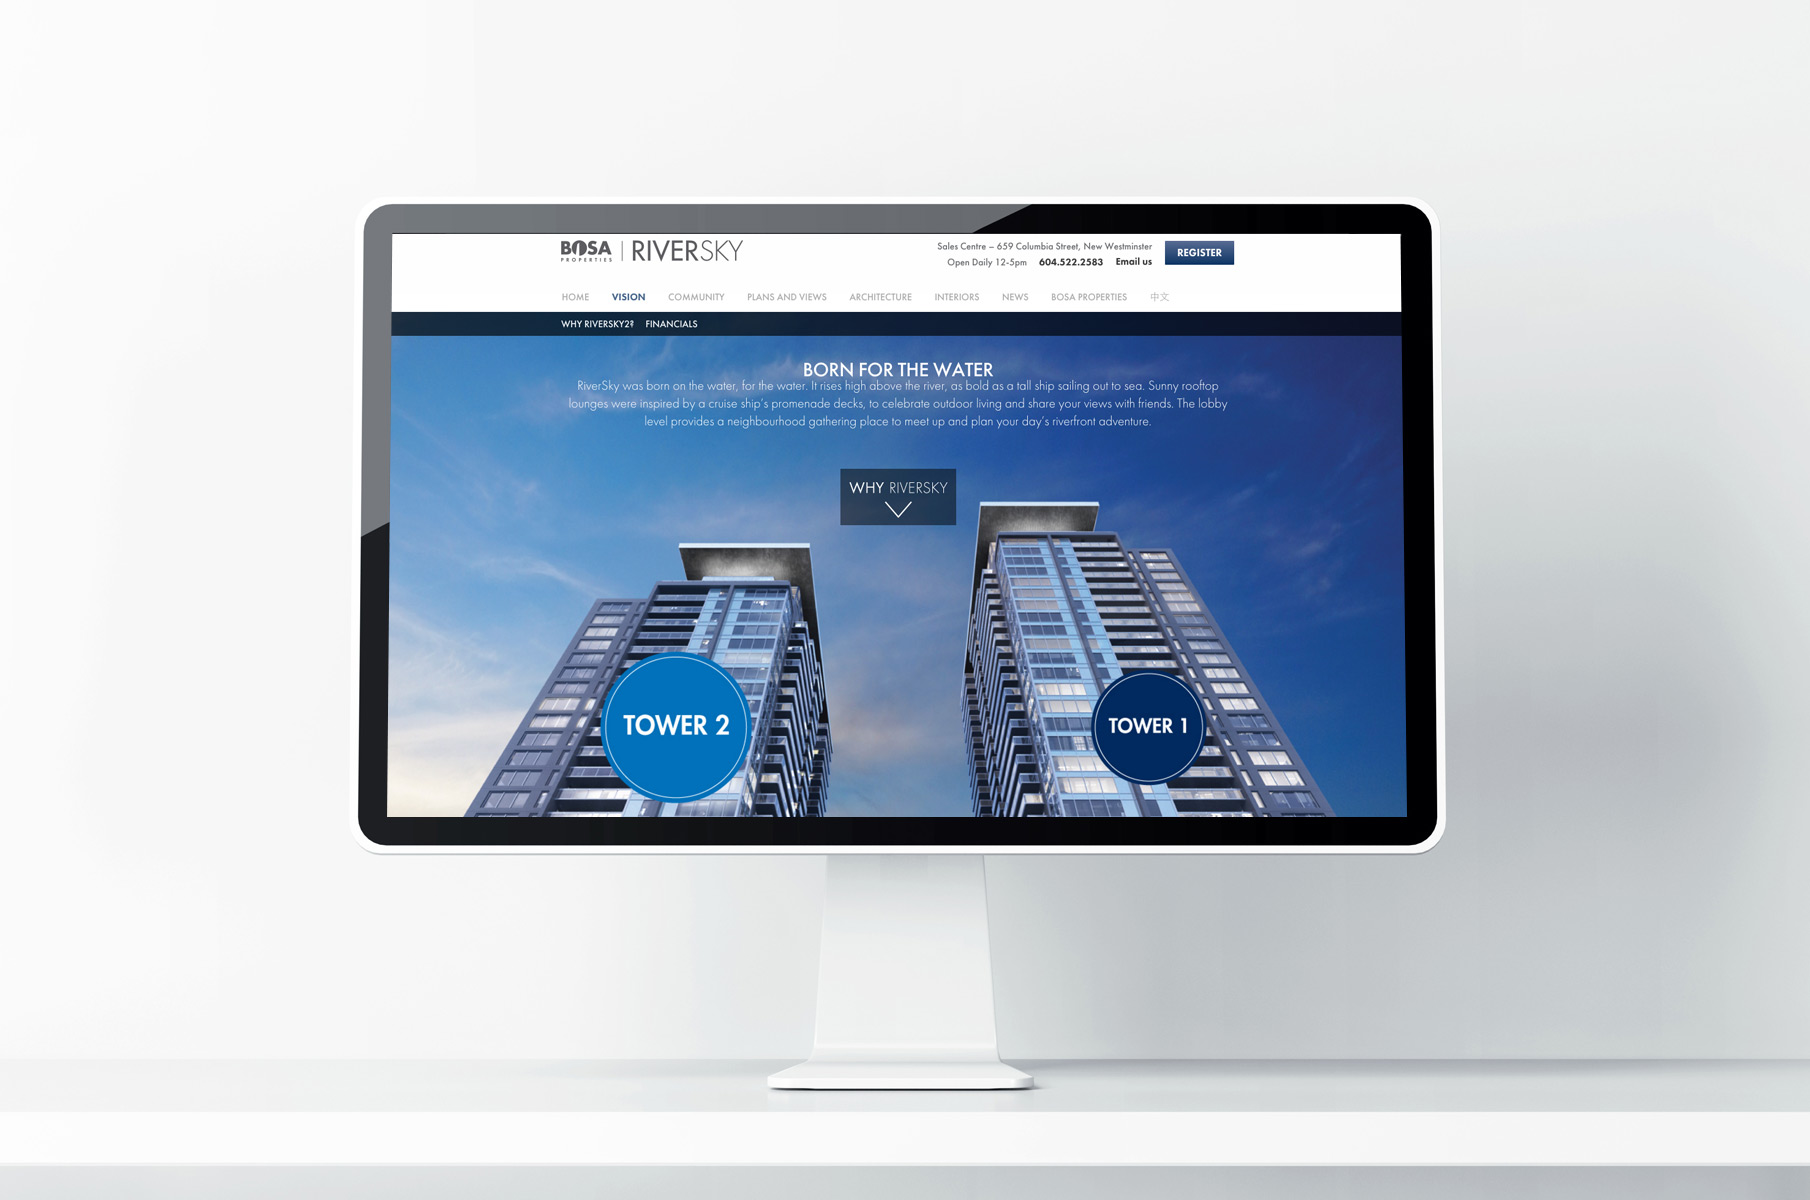 BOSA PROPERTIES | RIVERSKY
Sales Centre – 659 Columbia Street, New Westminster
Open Daily 12-5pm 604.522.2583 Email us
REGISTER
HOME VISION COMMUNITY PLANS AND VIEWS ARCHITECTURE INTERIORS NEWS BOSA PROPERTIES 中文
WHY RIVERSKY2? FINANCIALS
BORN FOR THE WATER
RiverSky was born on the water, for the water. It rises high above the river, as bold as a tall ship sailing out to sea. Sunny rooftop
lounges were inspired by a cruise ship's promenade decks, to celebrate outdoor living and share your views with friends. The lobby
level provides a neighbourhood gathering place to meet up and plan your day's riverfront adventure.
WHY RIVERSKY
TOWER 2
TOWER 1